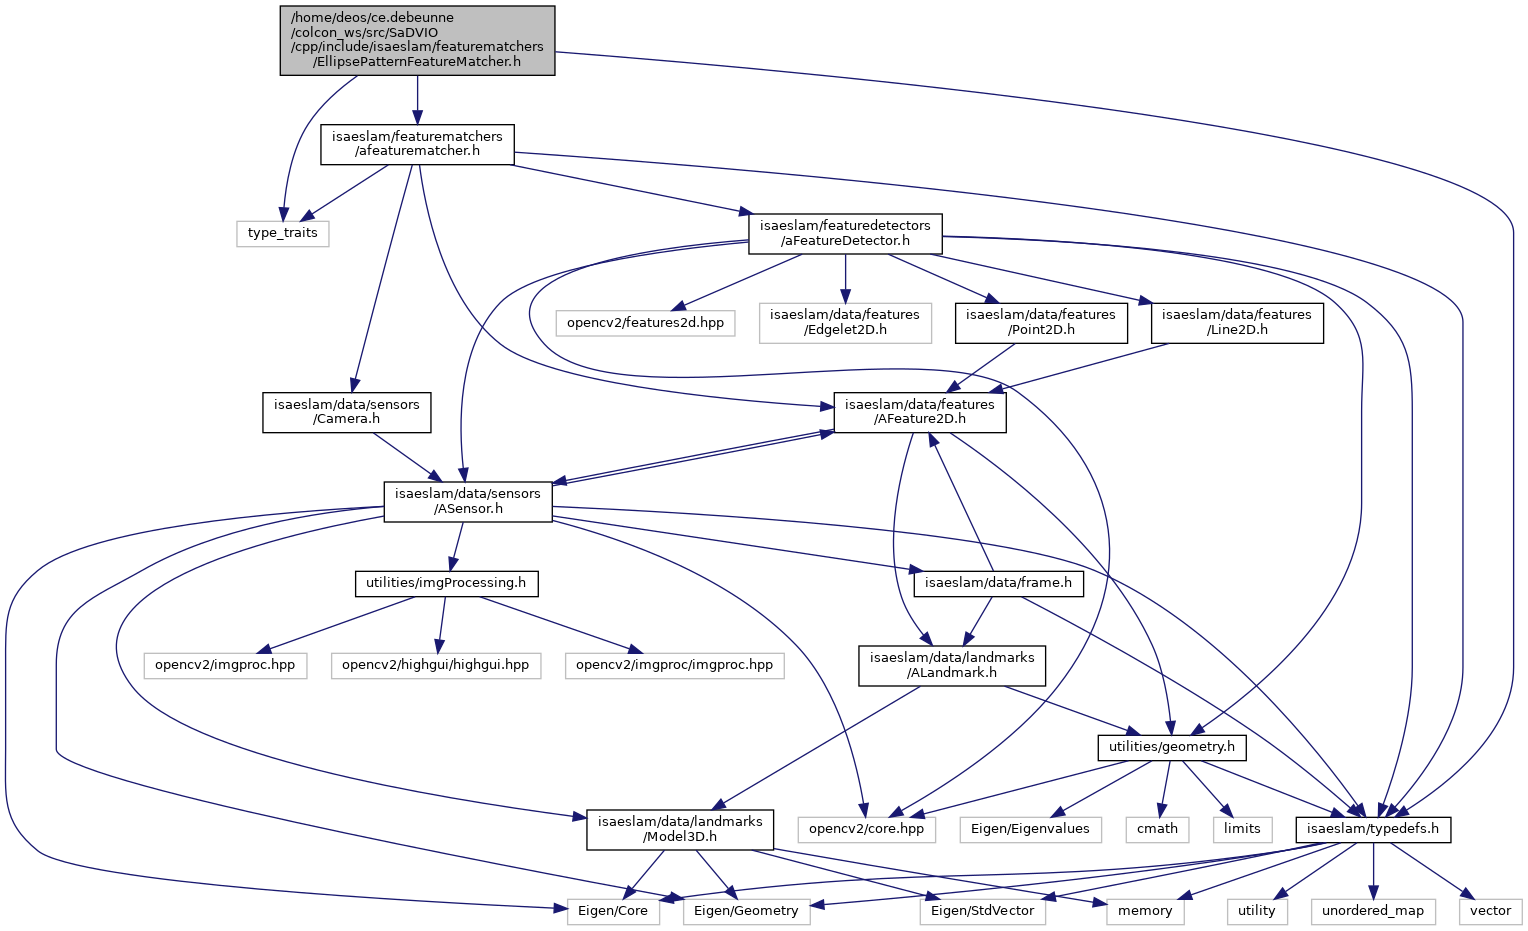 /home/deos/ce.debeunne
/colcon_ws/src/SaDVIO
/cpp/include/isaeslam/featurematchers
/EllipsePatternFeatureMatcher.h
isaeslam/featurematchers
/afeaturematcher.h
type_traits
isaeslam/featuredetectors
/aFeatureDetector.h
opencv2/features2d.hpp
isaeslam/data/features
/Edgelet2D.h
isaeslam/data/features
/Point2D.h
isaeslam/data/features
/Line2D.h
isaeslam/data/sensors
/Camera.h
isaeslam/data/features
/AFeature2D.h
isaeslam/data/sensors
/ASensor.h
utilities/imgProcessing.h
isaeslam/data/frame.h
opencv2/imgproc.hpp
opencv2/highgui/highgui.hpp
opencv2/imgproc/imgproc.hpp
isaeslam/data/landmarks
/ALandmark.h
utilities/geometry.h
isaeslam/data/landmarks
/Model3D.h
opencv2/core.hpp
Eigen/Eigenvalues
cmath
limits
isaeslam/typedefs.h
Eigen/Core
Eigen/Geometry
Eigen/StdVector
memory
utility
unordered_map
vector